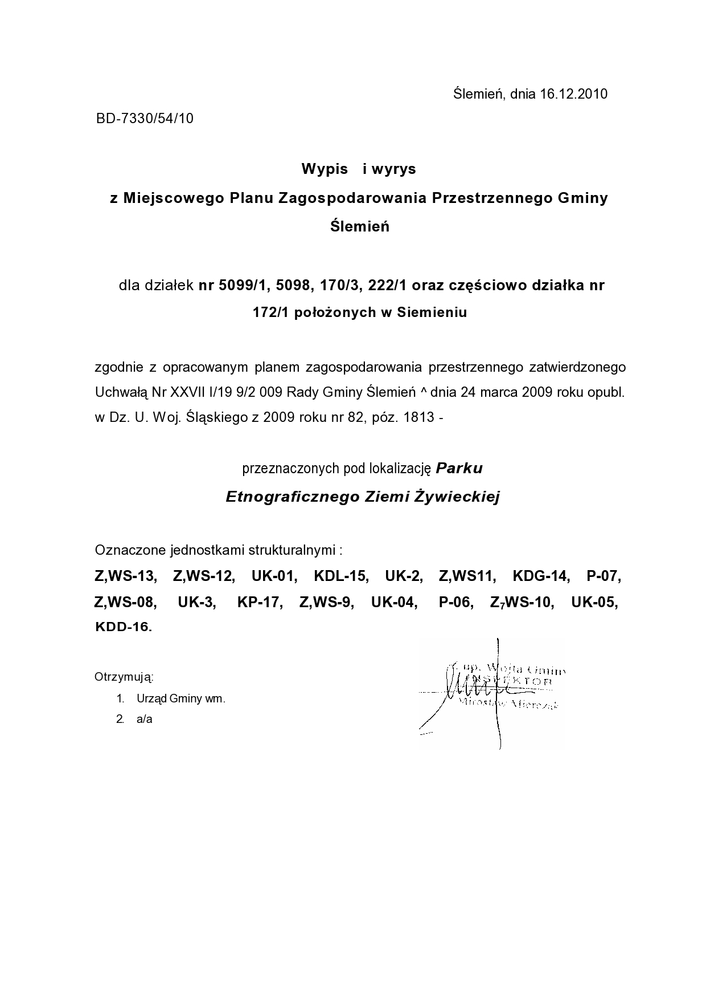 Ślemień, dnia 16.12.2010
BD-7330/54/10
Wypis i wyrys
z Miejscowego Planu Zagospodarowania Przestrzennego Gminy
Ślemień
dla działek nr 5099/1, 5098, 170/3, 222/1 oraz częściowo działka nr
172/1 położonych w Siemieniu
zgodnie z opracowanym planem zagospodarowania przestrzennego zatwierdzonego
Uchwałą Nr XXVII I/19 9/2 009 Rady Gminy Ślemień ^ dnia 24 marca 2009 roku opubl.
w Dz. U. Woj. Śląskiego z 2009 roku nr 82, póz. 1813 -
przeznaczonych pod lokalizację Parku
Etnograficznego Ziemi Żywieckiej
Oznaczone jednostkami strukturalnymi :
Z,WS-13, Z,WS-12, UK-01, KDL-15, UK-2, Z,WS11, KDG-14, P-07,
Z,WS-08, UK-3, KP-17, Z,WS-9, UK-04, P-06, Z₇WS-10, UK-05,
KDD-16.
up. Wójta Gminy
INSPEKTOR
Mirosław Mierczak
Otrzymują:
1. Urząd Gminy wm.
2. a/a